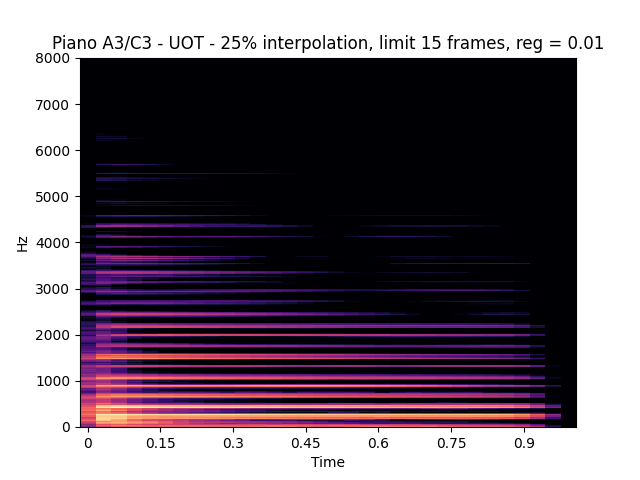 Piano A3/C3 - UOT - 25% interpolation, limit 15 frames, reg = 0.01
8000
7000
6000
5000
4000
3000
2000
1000
0
Hz
0 0.15 0.3 0.45 0.6 0.75 0.9
Time